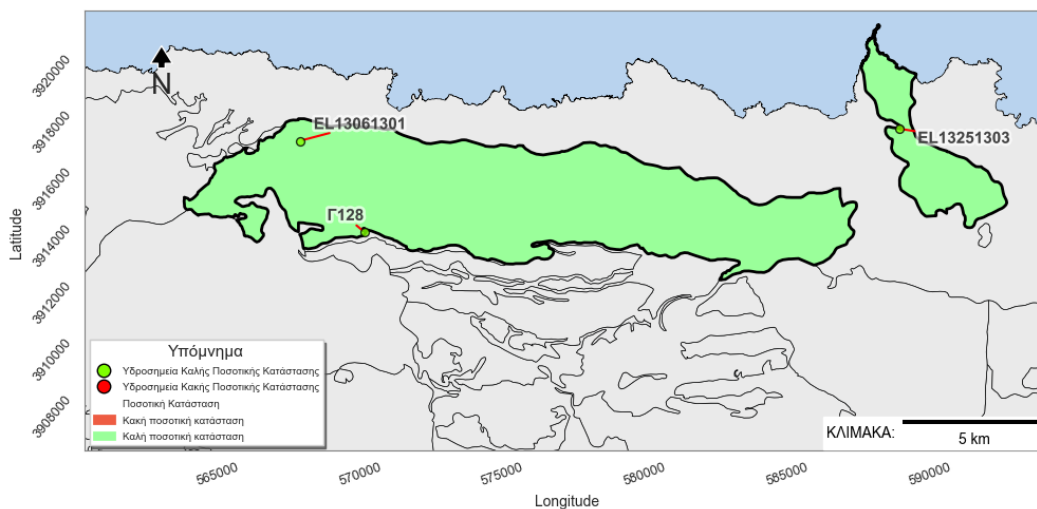 N
EL13061301
Γ128
EL13251303
3920000
3918000
3916000
3914000
3912000
3910000
3908000
Latitude
Υπόμνημα
Υδροσημεία Καλής Ποσοτικής Κατάστασης
Υδροσημεία Κακής Ποσοτικής Κατάστασης
Ποσοτική Κατάσταση
Κακή ποσοτική κατάσταση
Καλή ποσοτική κατάσταση
ΚΛΙΜΑΚΑ:
5 km
565000
570000
575000
580000
585000
590000
Longitude